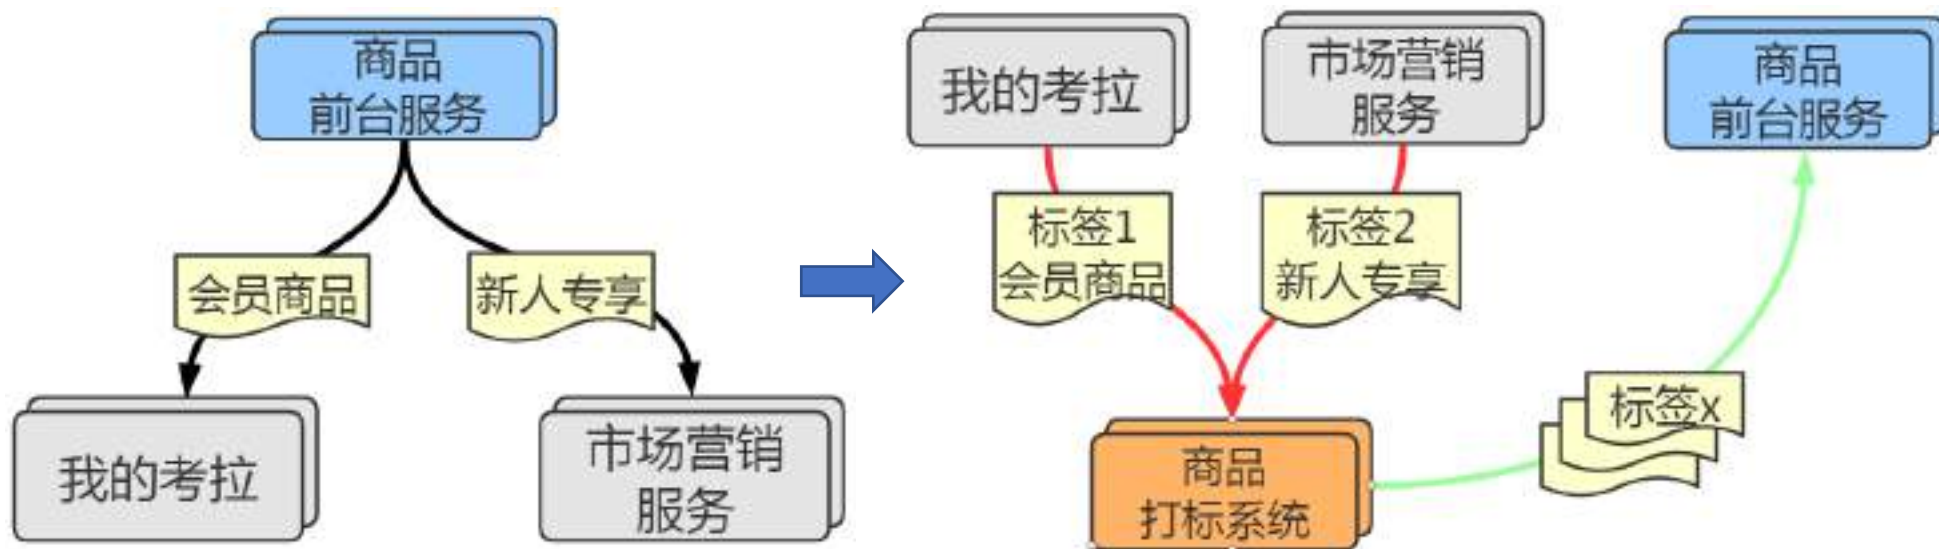 商品
前台服务
会员商品
新人专享
我的考拉
市场营销
服务
我的考拉
市场营销
服务
商品
前台服务
标签1
会员商品
标签2
新人专享
标签x
商品
打标系统